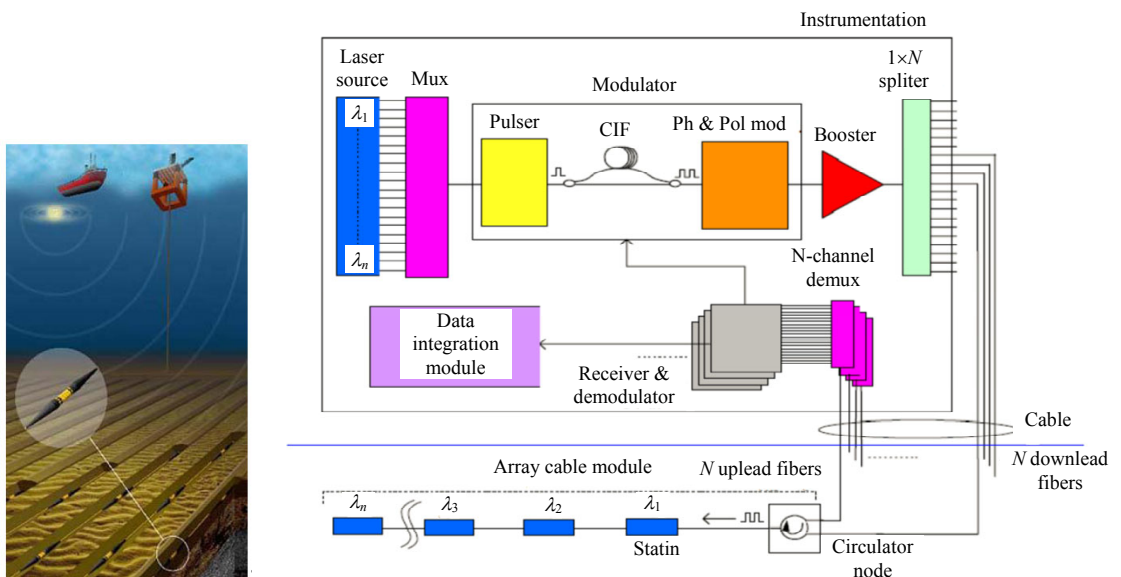 Instrumentation
Laser
source
Mux
Modulator
1×N
spliter
λ1
λn
Pulser
CIF
Ph & Pol mod
Booster
N-channel
demux
Data
integration
module
Receiver &
demodulator
Cable
Array cable module
N uplead fibers
N downlead
fibers
λn
λ3
λ2
λ1
Statin
Circulator
node